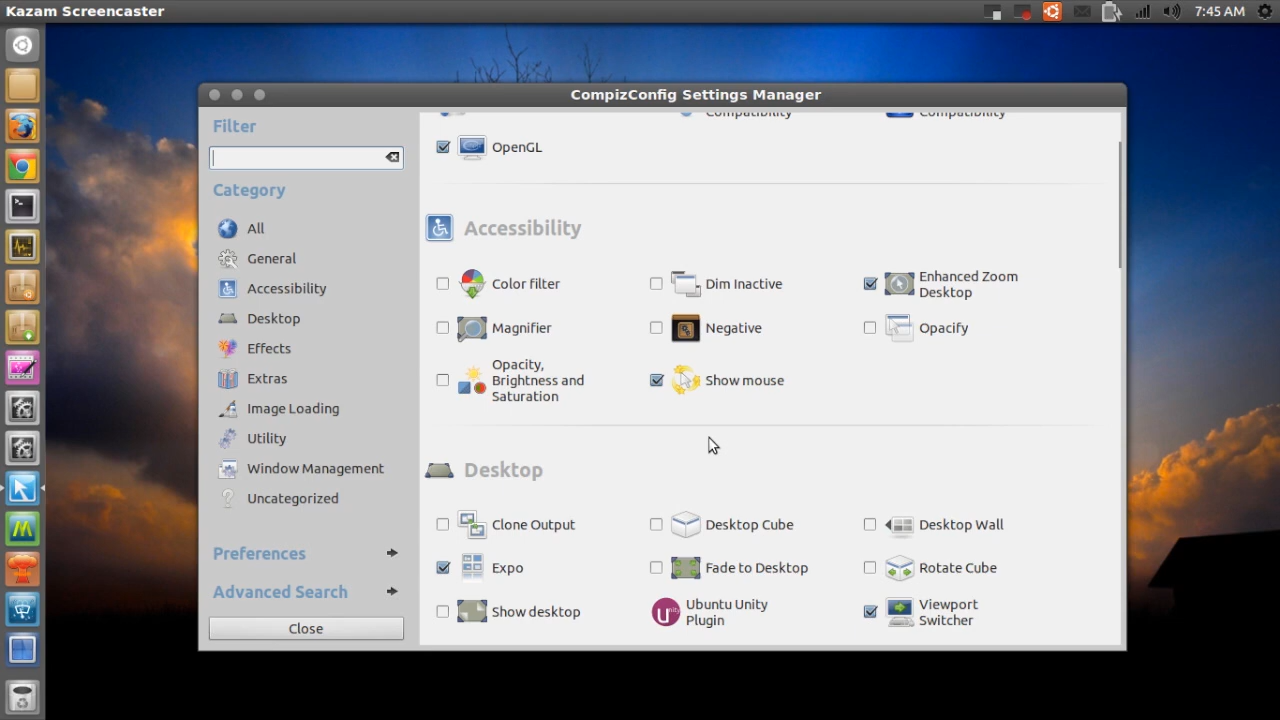 Kazam Screencaster
7:45 AM
CompizConfig Settings Manager
Filter
Category
All
General
Accessibility
Desktop
Effects
Extras
Image Loading
Utility
Window Management
Uncategorized
Preferences
Advanced Search
Close
Compatibility
Compatibility
OpenGL
Accessibility
Color filter
Dim Inactive
Enhanced Zoom
Desktop
Magnifier
Negative
Opacify
Opacity,
Brightness and
Saturation
Show mouse
Desktop
Clone Output
Desktop Cube
Desktop Wall
Expo
Fade to Desktop
Rotate Cube
Show desktop
Ubuntu Unity
Plugin
Viewport
Switcher